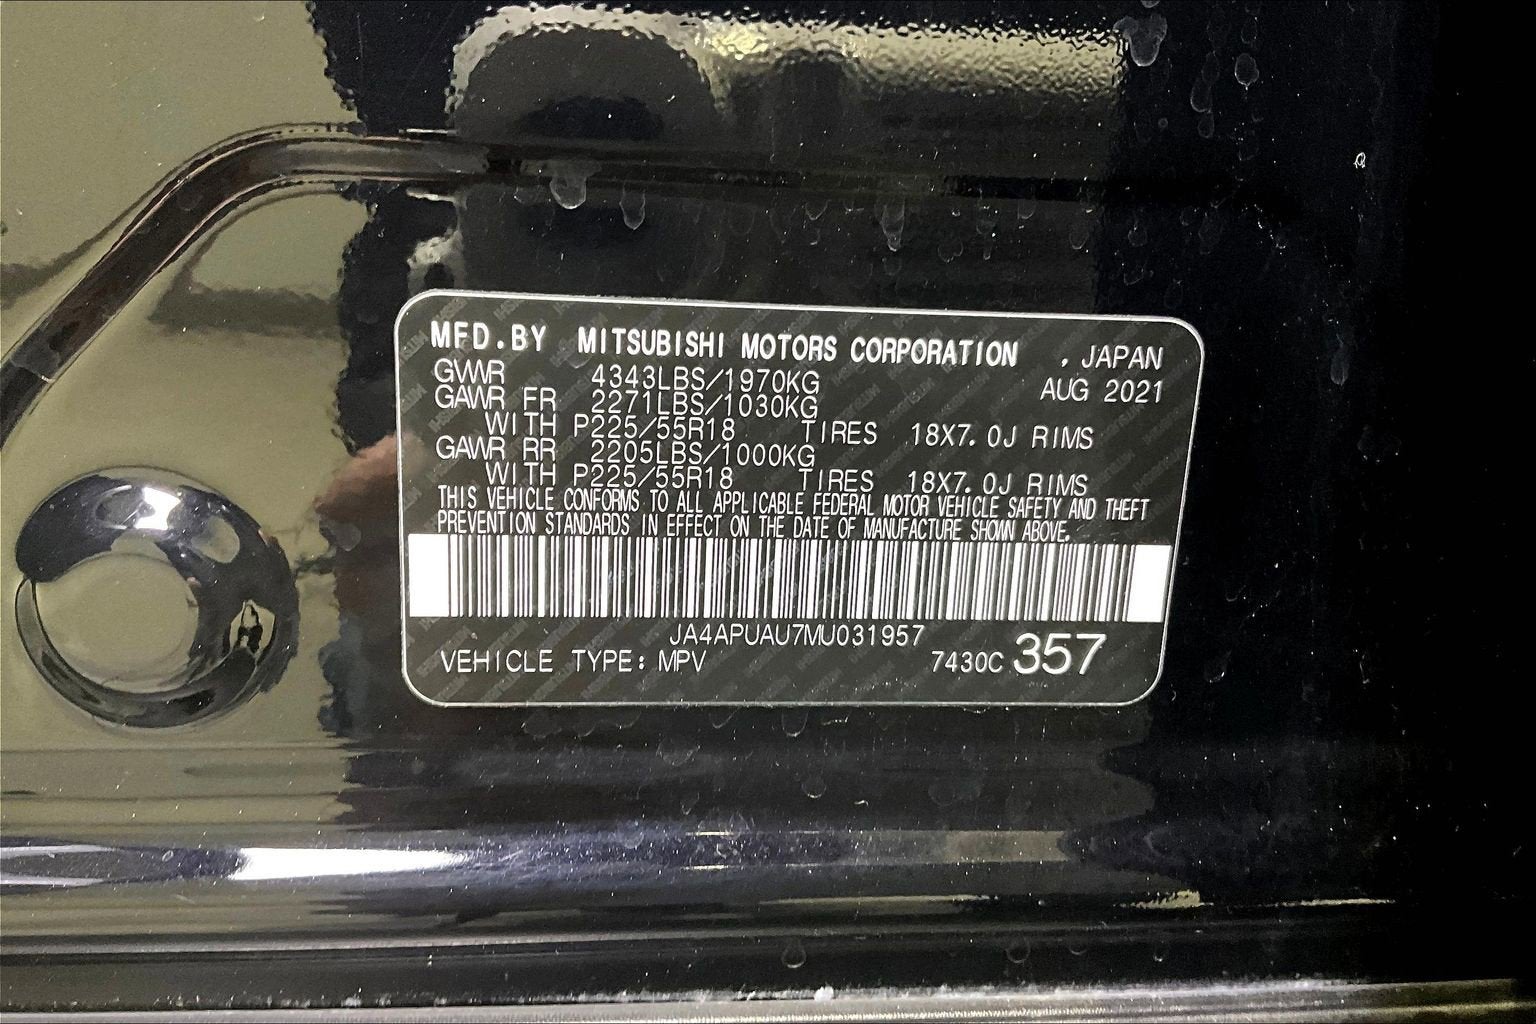 MFD.BY MITSUBISHI MOTORS CORPORATION , JAPAN
GVWR 4343LBS/1970KG AUG 2021
GAWR FR 2271LBS/1030KG
WITH P225/55R18 TIRES 18X7.0J RIMS
GAWR RR 2205LBS/1000KG
WITH P225/55R18 TIRES 18X7.0J RIMS
THIS VEHICLE CONFORMS TO ALL APPLICABLE FEDERAL MOTOR VEHICLE SAFETY AND THEFT
PREVENTION STANDARDS IN EFFECT ON THE DATE OF MANUFACTURE SHOWN ABOVE.
JA4APUAU7MU031957
VEHICLE TYPE: MPV 7430C 357